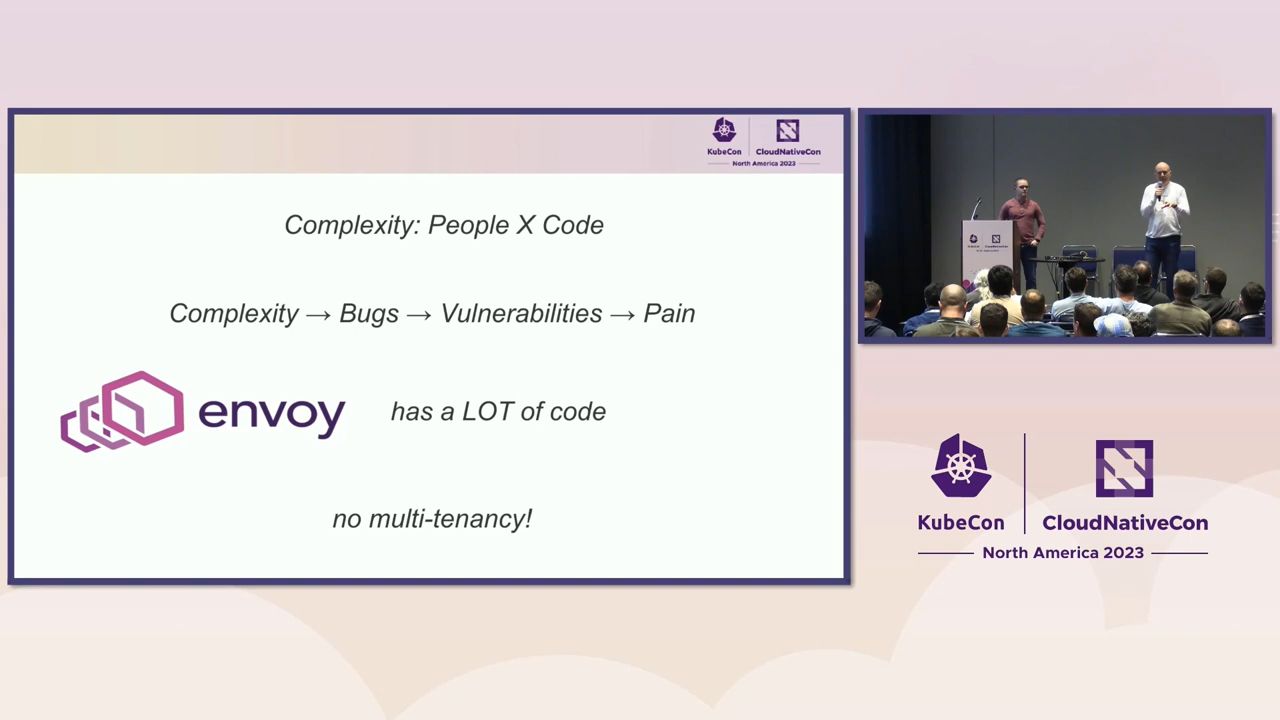 KubeCon
CloudNativeCon
North America 2023
Complexity: People X Code
Complexity → Bugs → Vulnerabilities → Pain
envoy
has a LOT of code
no multi-tenancy!
KubeCon
CloudNativeCon
North America 2023